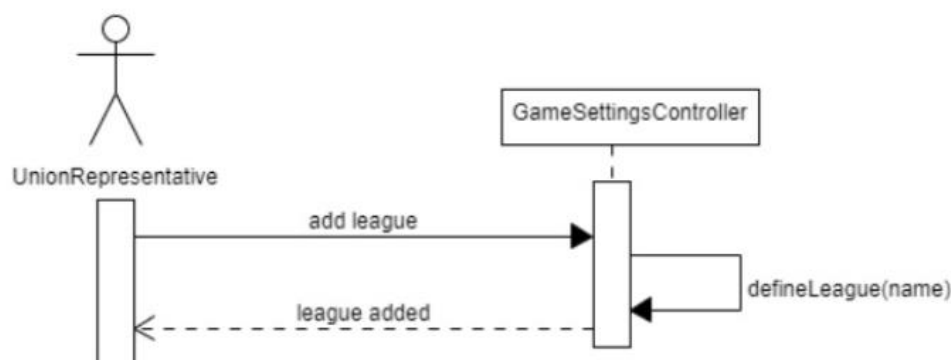 GameSettingsController
UnionRepresentative
add league
defineLeague(name)
league added